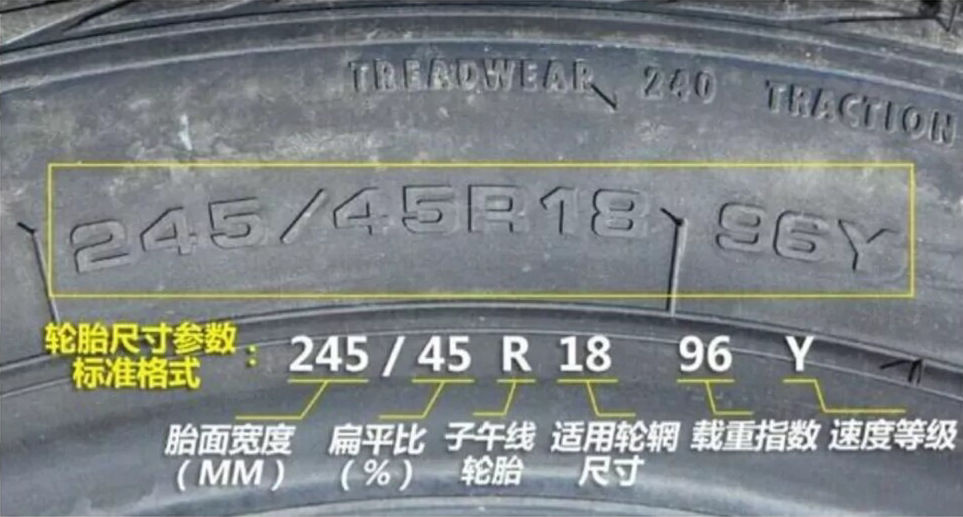 TREADWEAR 240 TRACTION
245/45R18 96Y
轮胎尺寸参数
标准格式 : 245 / 45 R 18 96 Y
胎面宽度 扁平比 子午线 适用轮辋 载重指数 速度等级
(MM) (%) 轮胎 尺寸